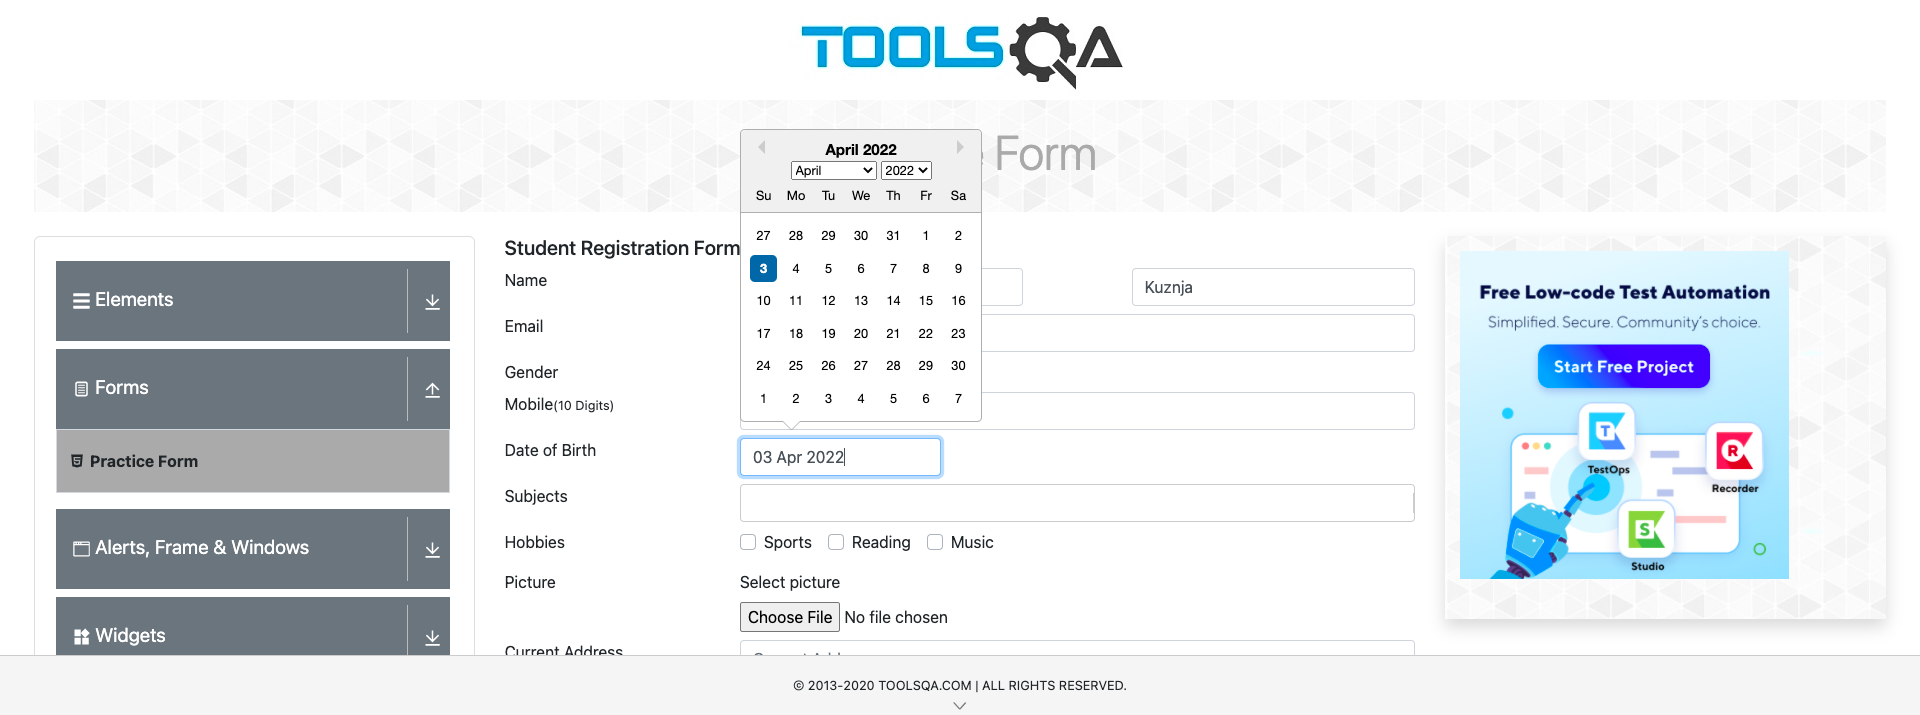 TOOLSQA
Form
April 2022
April 2022
Su Mo Tu We Th Fr Sa
27 28 29 30 31 1 2
3 4 5 6 7 8 9
10 11 12 13 14 15 16
17 18 19 20 21 22 23
24 25 26 27 28 29 30
1 2 3 4 5 6 7
Elements
Forms
Practice Form
Alerts, Frame & Windows
Widgets
Student Registration Form
Name
Kuznja
Email
Gender
Mobile(10 Digits)
Date of Birth
03 Apr 2022
Subjects
Hobbies
Sports Reading Music
Picture
Select picture
Choose File No file chosen
Current Address
Free Low-code Test Automation
Simplified. Secure. Community's choice.
Start Free Project
T
TestOps
R
Recorder
S
Studio
© 2013-2020 TOOLSQA.COM | ALL RIGHTS RESERVED.